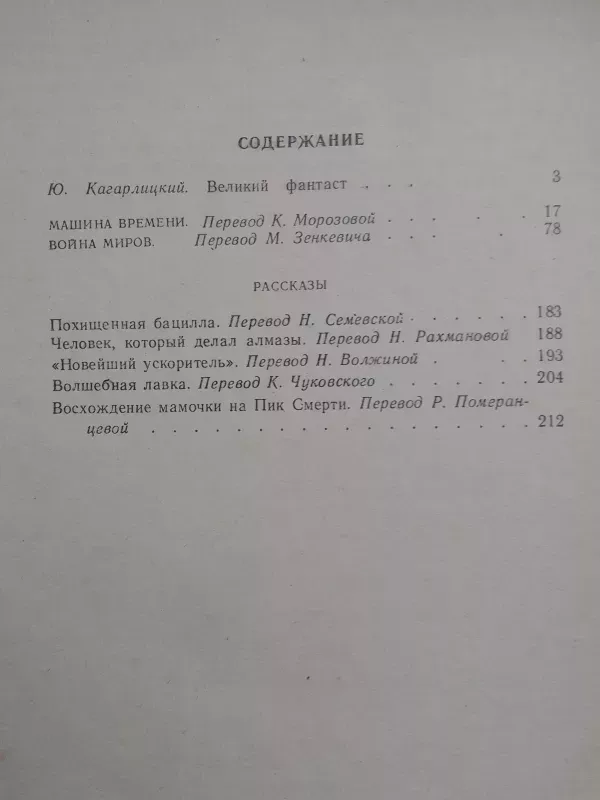 СОДЕРЖАНИЕ
Ю. Кагарлицкий. Великий фантаст . . . 3
МАШИНА ВРЕМЕНИ. Перевод К. Морозовой . . . . . 17
ВОЙНА МИРОВ. Перевод М. Зенкевича . . . . 78
РАССКАЗЫ
Похищенная бацилла. Перевод Н. Семевской . . . . . . 183
Человек, который делал алмазы. Перевод Н. Рахмановой 188
«Новейший ускоритель». Перевод Н. Волжиной . . . . 193
Волшебная лавка. Перевод К. Чуковского . . . . . . . 204
Восхождение мамочки на Пик Смерти. Перевод Р. Померан-
цевой . . . . . . . . . . . . . . . . . 212